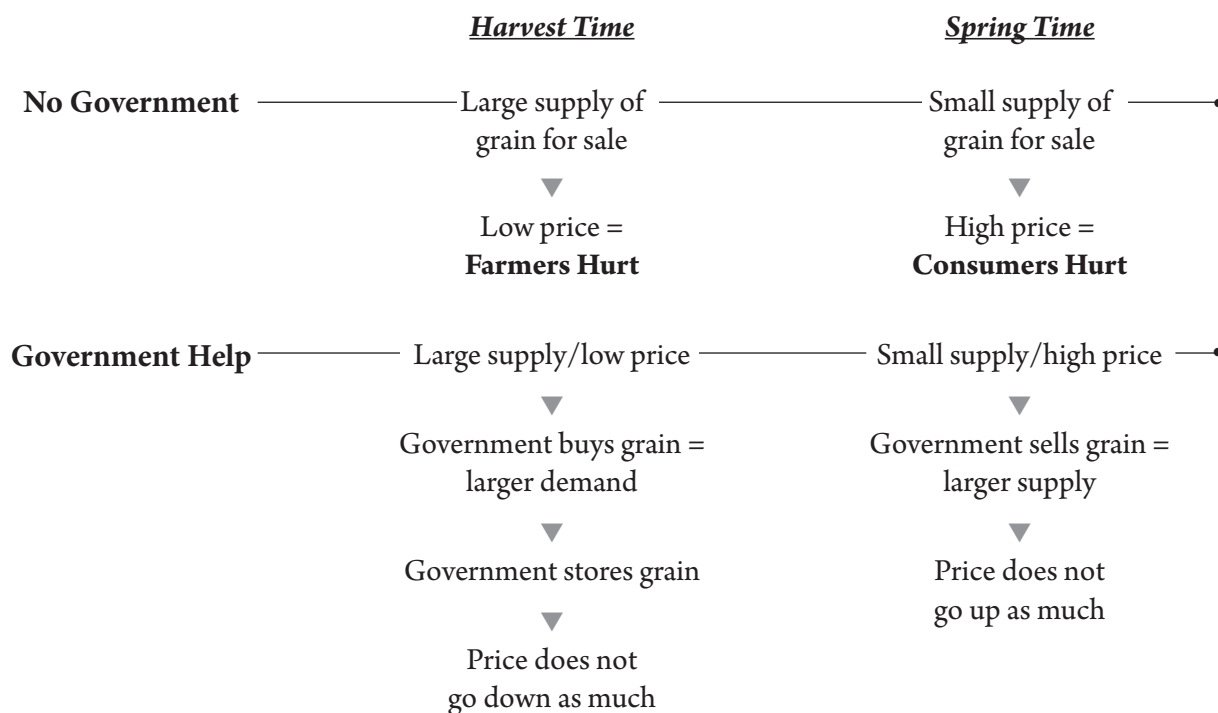 Harvest Time
Spring Time
No Government
Large supply of
grain for sale
Small supply of
grain for sale
Low price =
Farmers Hurt
High price =
Consumers Hurt
Government Help
Large supply/low price
Small supply/high price
Government buys grain =
larger demand
Government sells grain =
larger supply
Government stores grain
Price does not
go up as much
Price does not
go down as much